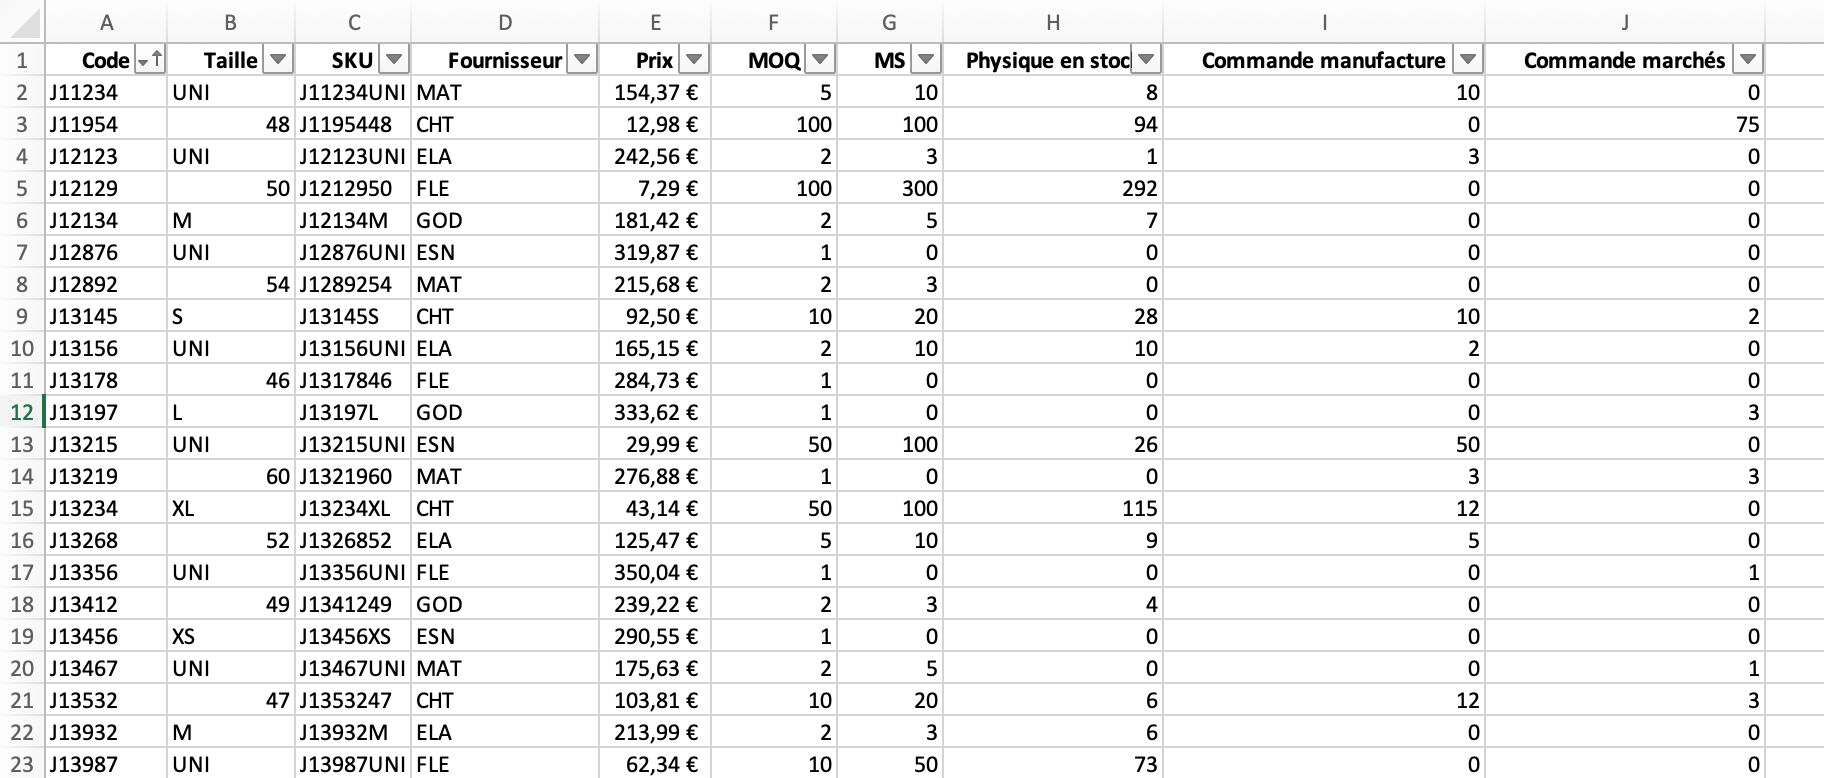 A B C D E F G H I J
1 Code Taille SKU Fournisseur Prix MOQ MS Physique en stoc Commande manufacture Commande marchés
2 J11234 UNI J11234UNI MAT 154,37 € 5 10 8 10 0
3 J11954 48 J1195448 CHT 12,98 € 100 100 94 0 75
4 J12123 UNI J12123UNI ELA 242,56 € 2 3 1 3 0
5 J12129 50 J1212950 FLE 7,29 € 100 300 292 0 0
6 J12134 M J12134M GOD 181,42 € 2 5 7 0 0
7 J12876 UNI J12876UNI ESN 319,87 € 1 0 0 0 0
8 J12892 54 J1289254 MAT 215,68 € 2 3 0 0 0
9 J13145 S J13145S CHT 92,50 € 10 20 28 10 2
10 J13156 UNI J13156UNI ELA 165,15 € 2 10 10 2 0
11 J13178 46 J1317846 FLE 284,73 € 1 0 0 0 0
12 J13197 L J13197L GOD 333,62 € 1 0 0 0 3
13 J13215 UNI J13215UNI ESN 29,99 € 50 100 26 50 0
14 J13219 60 J1321960 MAT 276,88 € 1 0 0 3 3
15 J13234 XL J13234XL CHT 43,14 € 50 100 115 12 0
16 J13268 52 J1326852 ELA 125,47 € 5 10 9 5 0
17 J13356 UNI J13356UNI FLE 350,04 € 1 0 0 0 1
18 J13412 49 J1341249 GOD 239,22 € 2 3 4 0 0
19 J13456 XS J13456XS ESN 290,55 € 1 0 0 0 0
20 J13467 UNI J13467UNI MAT 175,63 € 2 5 0 0 1
21 J13532 47 J1353247 CHT 103,81 € 10 20 6 12 3
22 J13932 M J13932M ELA 213,99 € 2 3 6 0 0
23 J13987 UNI J13987UNI FLE 62,34 € 10 50 73 0 0